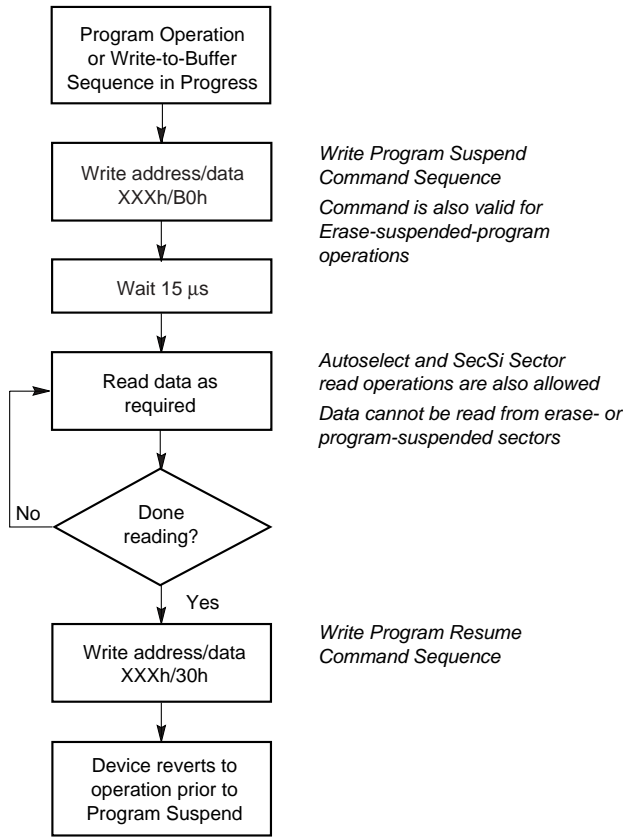 Program Operation
or Write-to-Buffer
Sequence in Progress
Write address/data
XXXh/B0h
Write Program Suspend
Command Sequence
Command is also valid for
Erase-suspended-program
operations
Wait 15 μs
Read data as
required
Autoselect and SecSi Sector
read operations are also allowed
Data cannot be read from erase- or
program-suspended sectors
Done
reading?
No
Yes
Write address/data
XXXh/30h
Write Program Resume
Command Sequence
Device reverts to
operation prior to
Program Suspend